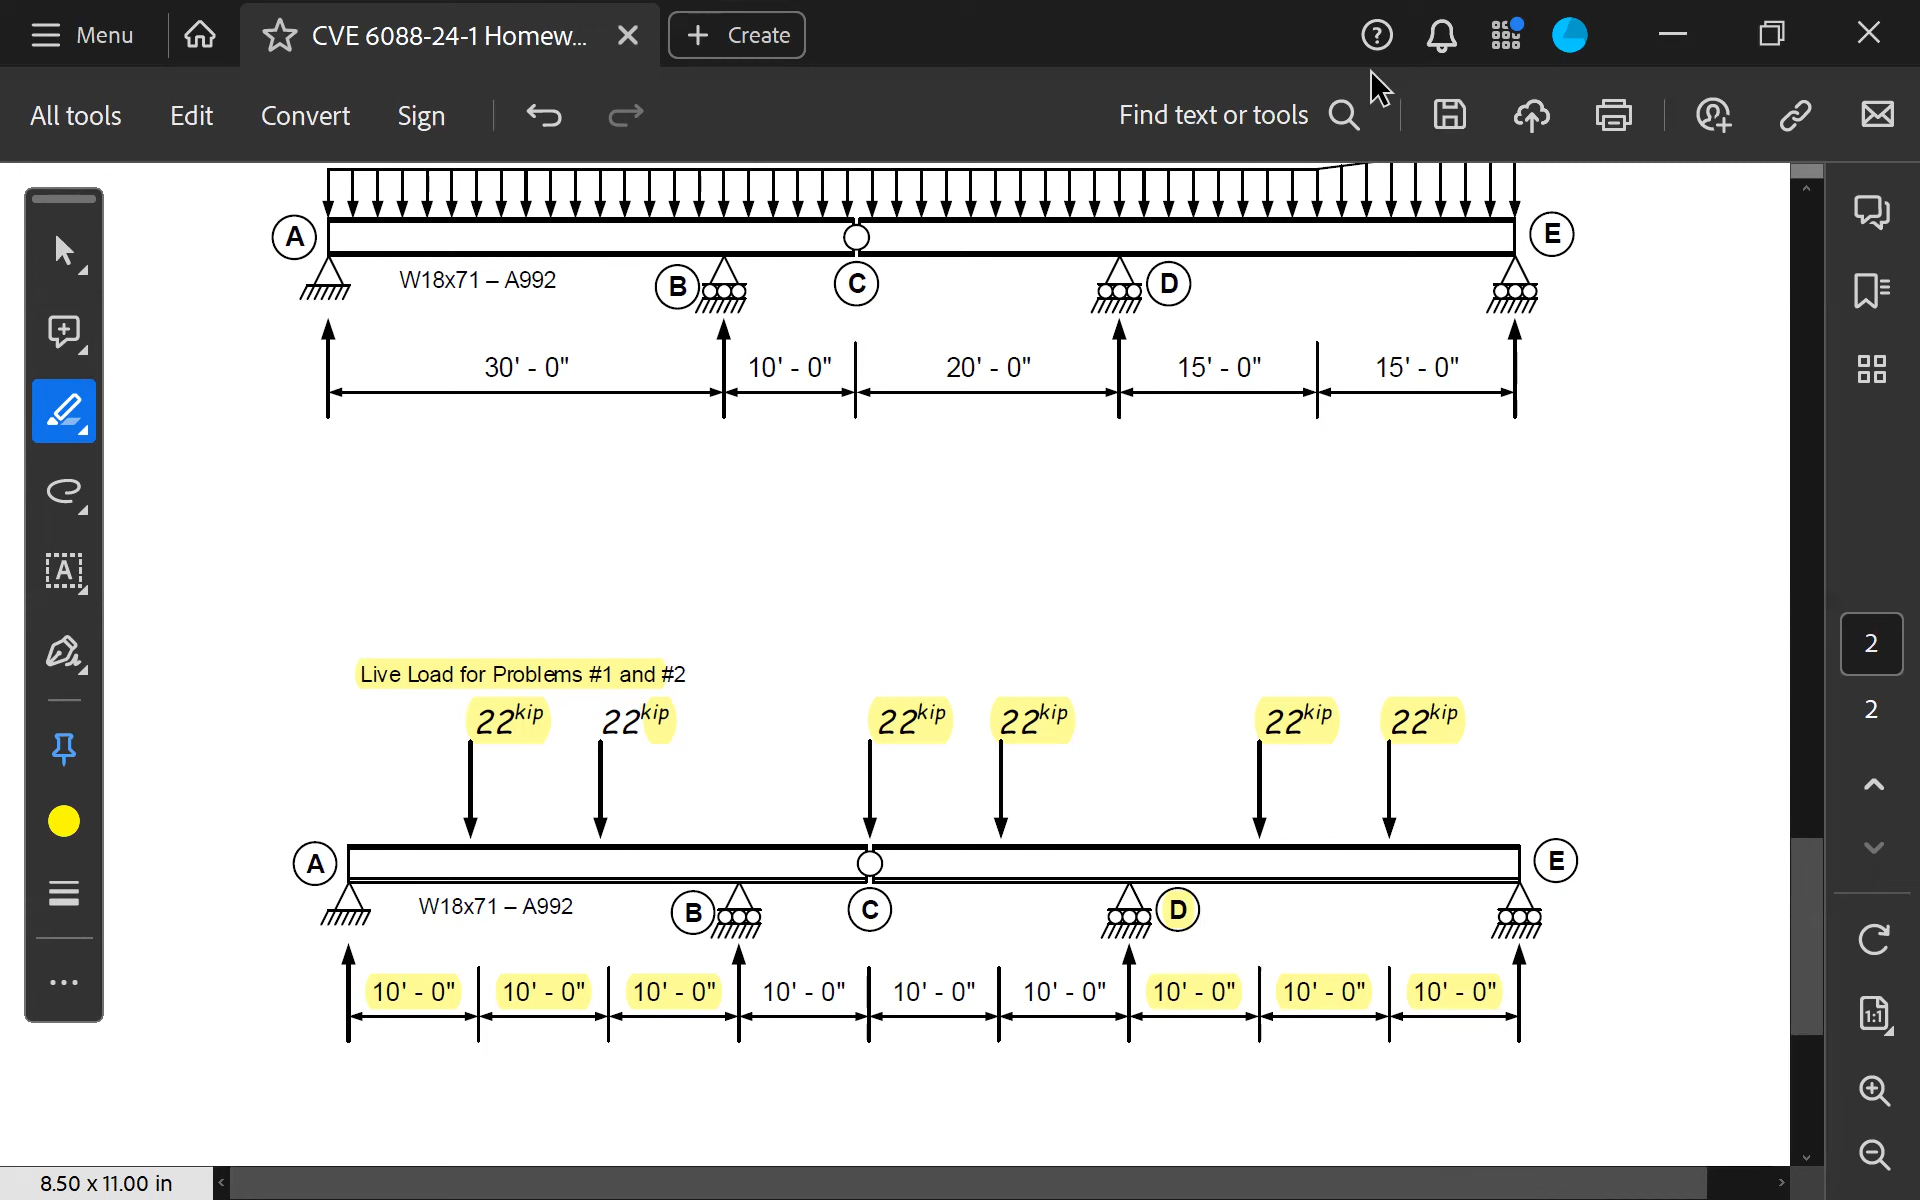 Menu
CVE 6088-24-1 Homew...
Create
All tools
Edit
Convert
Sign
Find text or tools
A
E
W18x71 – A992
B
C
D
30' - 0"
10' - 0"
20' - 0"
15' - 0"
15' - 0"
Live Load for Problems #1 and #2
22kip
22kip
22kip
22kip
22kip
22kip
A
E
W18x71 – A992
B
C
D
10' - 0"
10' - 0"
10' - 0"
10' - 0"
10' - 0"
10' - 0"
10' - 0"
10' - 0"
10' - 0"
2
2
1:1
8.50 x 11.00 in